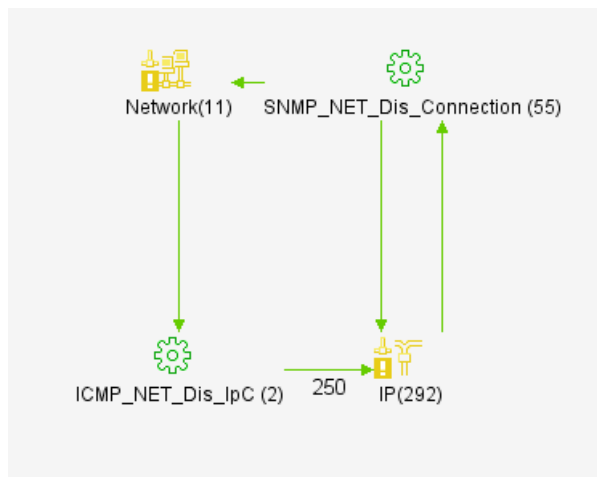 Network(11)
SNMP_NET_Dis_Connection (55)
ICMP_NET_Dis_IpC (2)
250
IP(292)